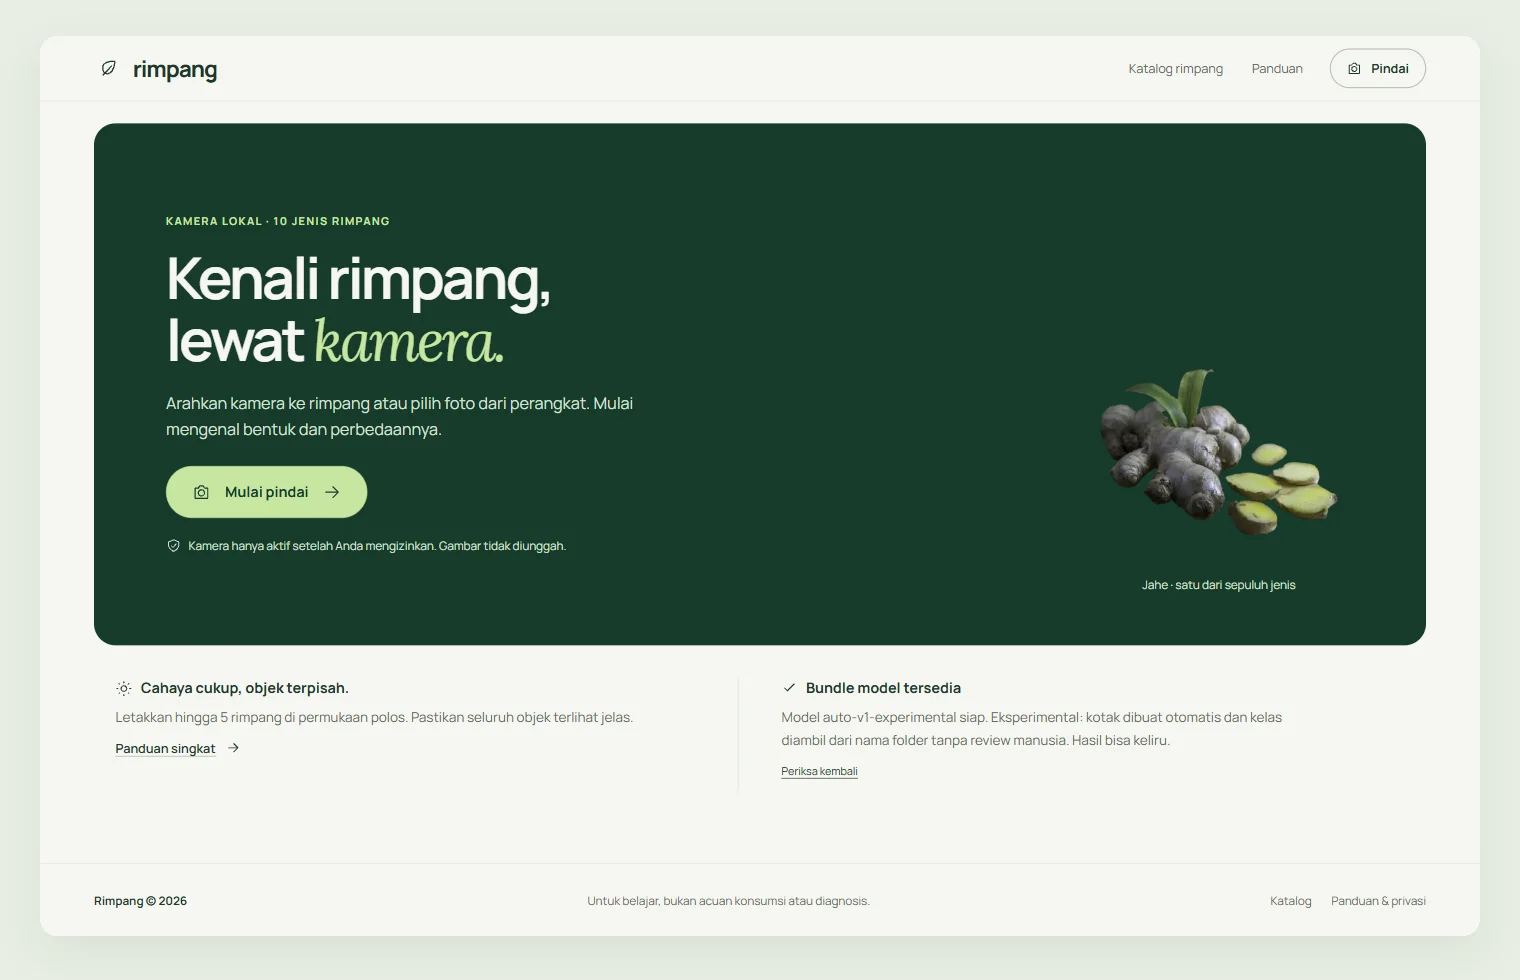 rimpang
Katalog rimpang
Panduan
Pindai
KAMERA LOKAL · 10 JENIS RIMPANG
Kenali rimpang,
lewat kamera.
Arahkan kamera ke rimpang atau pilih foto dari perangkat. Mulai
mengenal bentuk dan perbedaannya.
Mulai pindai
Kamera hanya aktif setelah Anda mengizinkan. Gambar tidak diunggah.
Jahe · satu dari sepuluh jenis
Cahaya cukup, objek terpisah.
Letakkan hingga 5 rimpang di permukaan polos. Pastikan seluruh objek terlihat jelas.
Panduan singkat
Bundle model tersedia
Model auto-v1-experimental siap. Eksperimental: kotak dibuat otomatis dan kelas
diambil dari nama folder tanpa review manusia. Hasil bisa keliru.
Periksa kembali
Rimpang © 2026
Untuk belajar, bukan acuan konsumsi atau diagnosis.
Katalog
Panduan & privasi